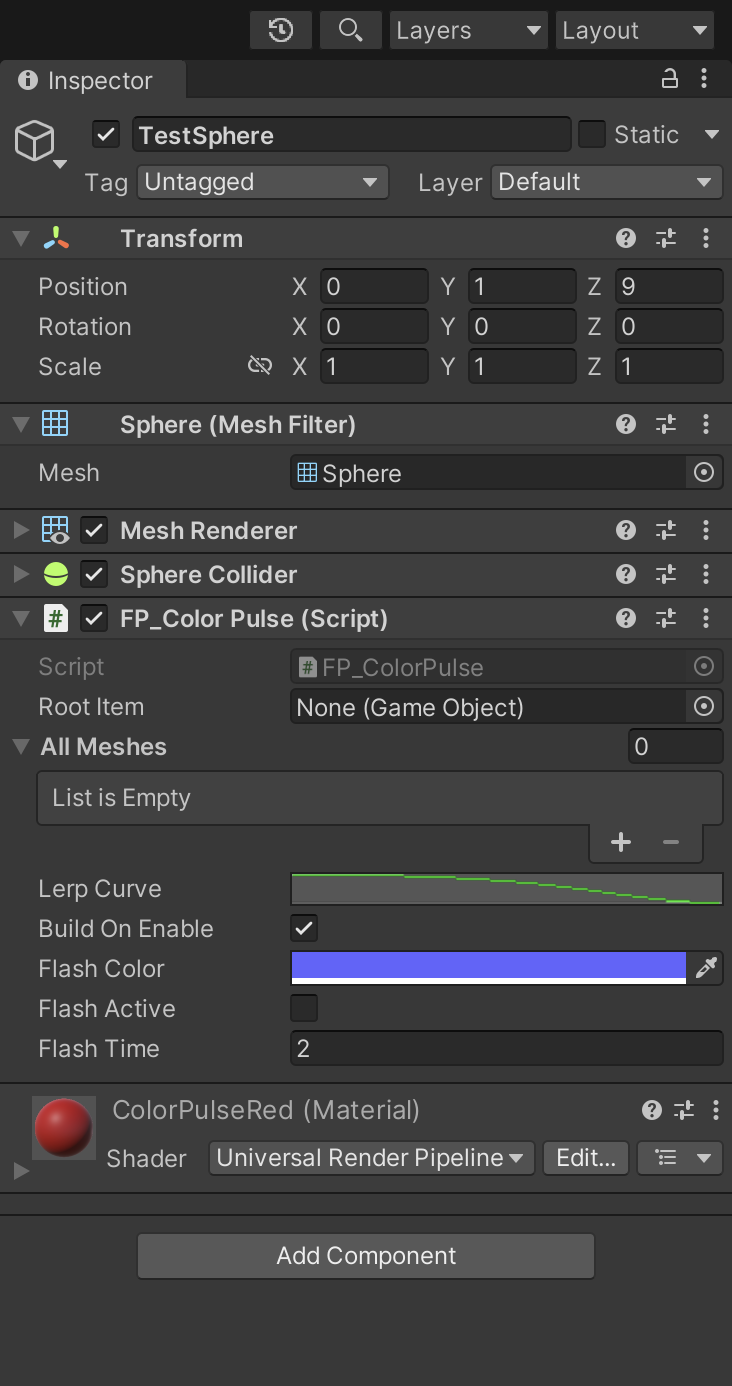 Layers Layout
Inspector
TestSphere Static
Tag Untagged Layer Default
Transform
Position X 0 Y 1 Z 9
Rotation X 0 Y 0 Z 0
Scale X 1 Y 1 Z 1
Sphere (Mesh Filter)
Mesh Sphere
Mesh Renderer
Sphere Collider
# FP_Color Pulse (Script)
Script # FP_ColorPulse
Root Item None (Game Object)
All Meshes 0
List is Empty
Lerp Curve
Build On Enable
Flash Color
Flash Active
Flash Time 2
ColorPulseRed (Material)
Shader Universal Render Pipeline Edit...
Add Component